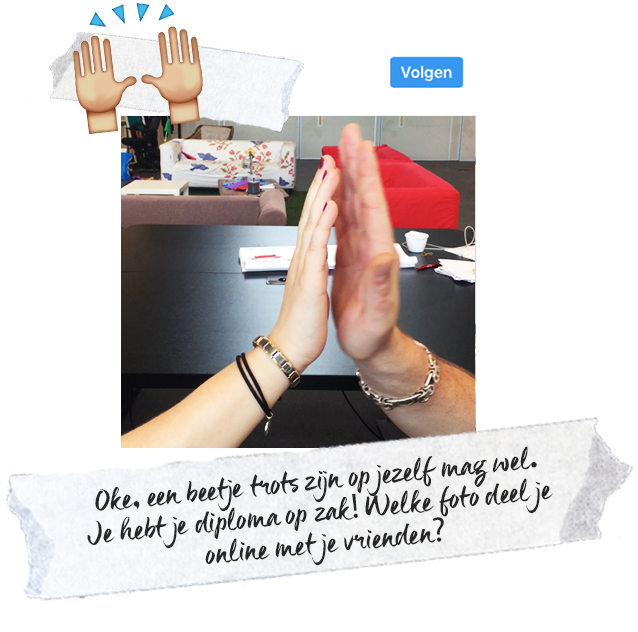 Volgen
Oke, een beetje trots zijn op jezelf mag wel.
Je hebt je diploma op zak! Welke foto deel je
online met je vrienden?